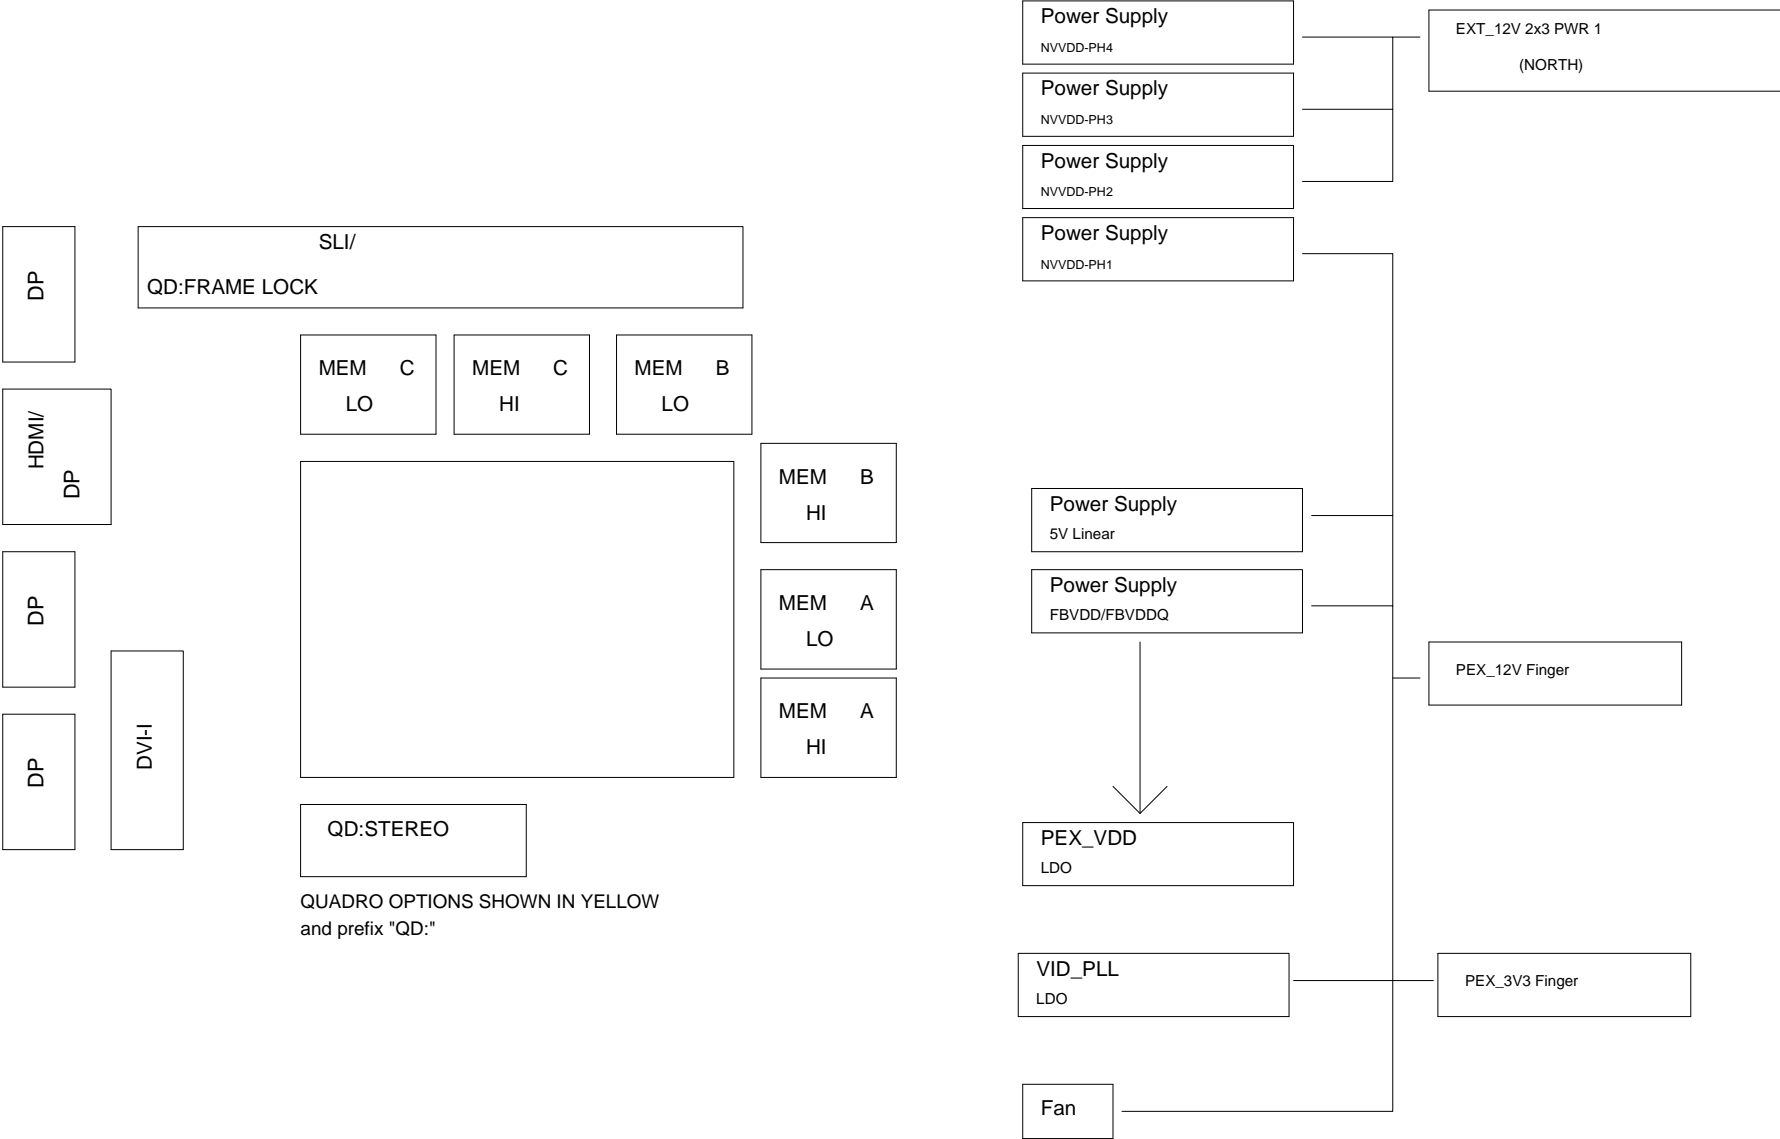 Power Supply
NVVDD-PH4
EXT_12V 2x3 PWR 1
(NORTH)
Power Supply
NVVDD-PH3
Power Supply
NVVDD-PH2
Power Supply
NVVDD-PH1
SLI/
QD:FRAME LOCK
DP
HDMI/
DP
DP
DP
DVI-I
MEM C
LO
MEM C
HI
MEM B
LO
MEM B
HI
MEM A
LO
MEM A
HI
QD:STEREO
QUADRO OPTIONS SHOWN IN YELLOW
and prefix "QD:"
Power Supply
5V Linear
Power Supply
FBVDD/FBVDDQ
PEX_12V Finger
PEX_VDD
LDO
VID_PLL
LDO
PEX_3V3 Finger
Fan